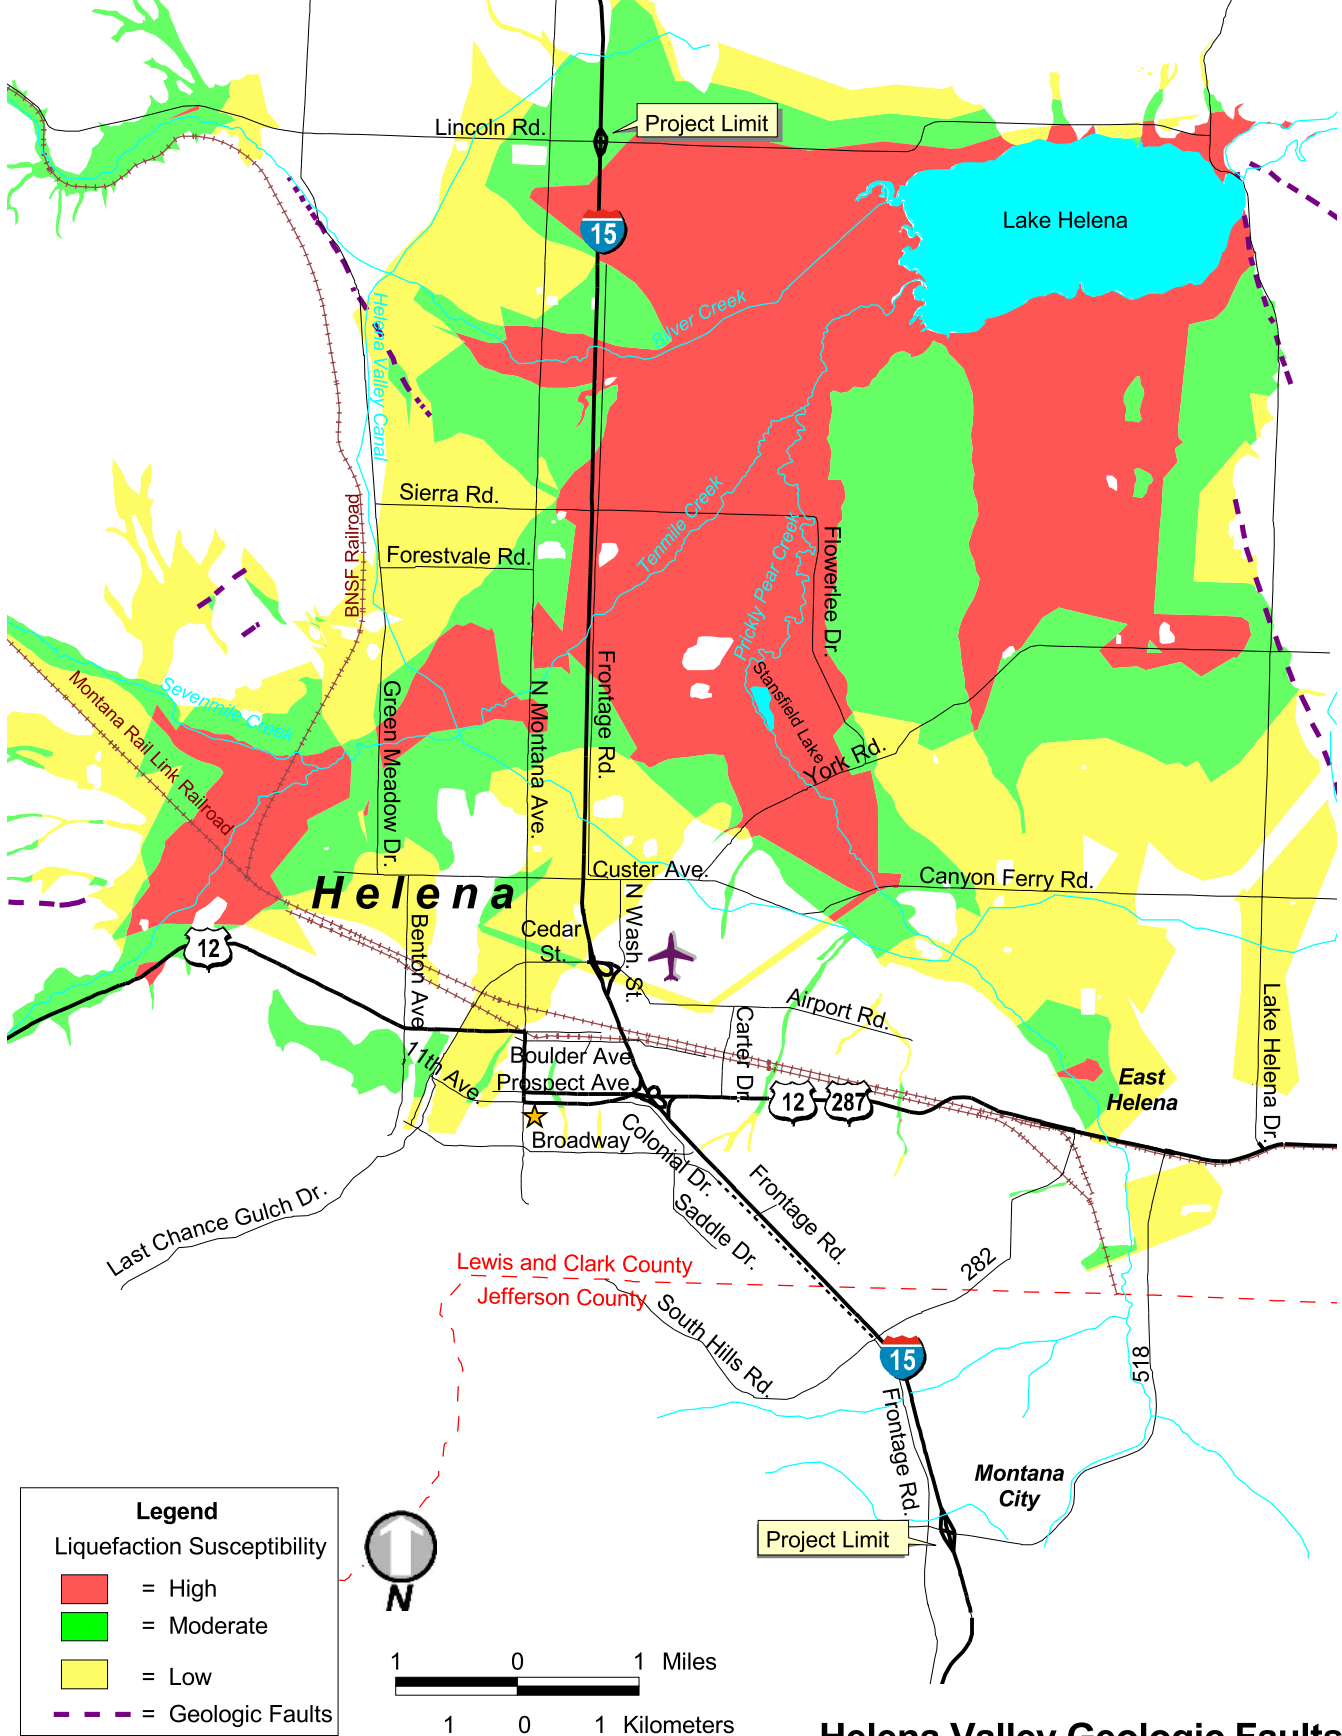 Lincoln Rd.
Project Limit
15
Lake Helena
Silver Creek
Helena Valley Canal
Sierra Rd.
Tenmile Creek
BNSF Railroad
Forestvale Rd.
Prickly Pear Creek
Flowerlee Dr.
Stansfield Lake
Sevenmile Creek
Montana Rail Link Railroad
Green Meadow Dr.
N Montana Ave.
Frontage Rd.
York Rd.
Custer Ave.
Canyon Ferry Rd.
Helena
12
Benton Ave.
Cedar
St.
N Wash. St.
Airport Rd.
Carter Dr.
Lake Helena Dr.
11th Ave.
Boulder Ave.
Prospect Ave.
12
287
East
Helena
Broadway
Colonial Dr.
Frontage Rd.
Saddle Dr.
Last Chance Gulch Dr.
282
Lewis and Clark County
Jefferson County
South Hills Rd.
15
518
Frontage Rd.
Montana
City
Project Limit
Legend
Liquefaction Susceptibility
= High
= Moderate
= Low
= Geologic Faults
N
1 0 1 Miles
1 0 1 Kilometers
Helena Valley Geologic Faults